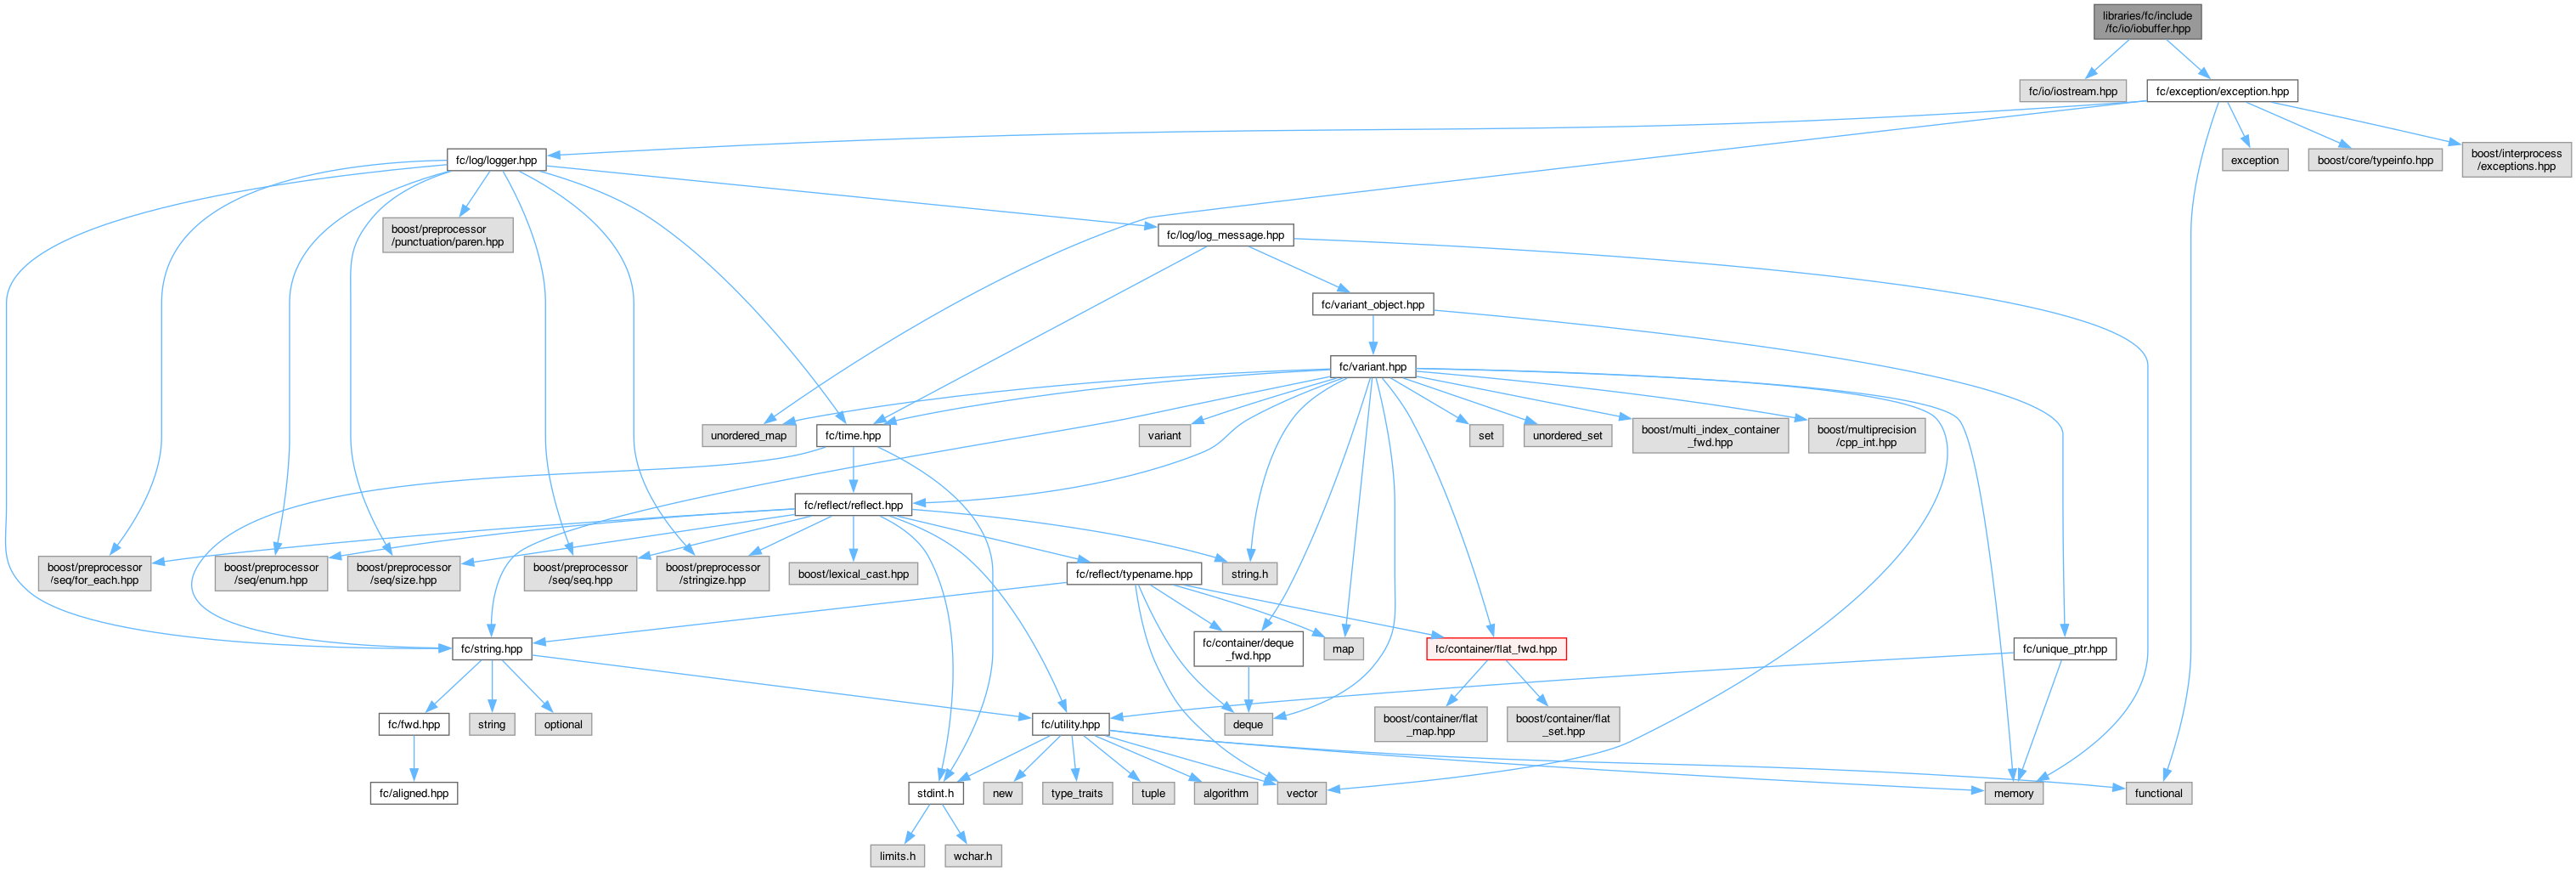 libraries/fc/include
/fc/io/iobuffer.hpp
fc/io/iostream.hpp
fc/exception/exception.hpp
fc/log/logger.hpp
exception
boost/core/typeinfo.hpp
boost/interprocess
/exceptions.hpp
boost/preprocessor
/punctuation/paren.hpp
fc/log/log_message.hpp
fc/variant_object.hpp
fc/variant.hpp
unordered_map
fc/time.hpp
variant
set
unordered_set
boost/multi_index_container
_fwd.hpp
boost/multiprecision
/cpp_int.hpp
fc/reflect/reflect.hpp
boost/preprocessor
/seq/for_each.hpp
boost/preprocessor
/seq/enum.hpp
boost/preprocessor
/seq/size.hpp
boost/preprocessor
/seq/seq.hpp
boost/preprocessor
/stringize.hpp
boost/lexical_cast.hpp
fc/reflect/typename.hpp
string.h
fc/string.hpp
fc/container/deque
_fwd.hpp
map
fc/container/flat_fwd.hpp
fc/unique_ptr.hpp
fc/fwd.hpp
string
optional
fc/utility.hpp
deque
boost/container/flat
_map.hpp
boost/container/flat
_set.hpp
fc/aligned.hpp
stdint.h
new
type_traits
tuple
algorithm
vector
memory
functional
limits.h
wchar.h